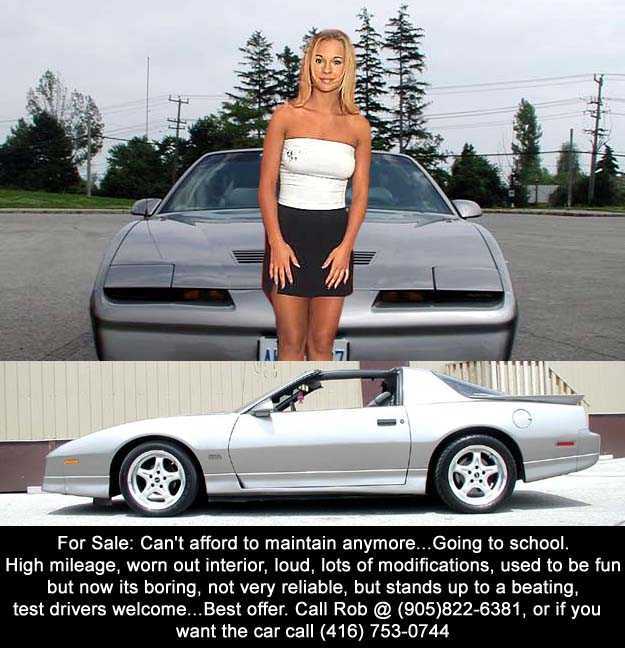 For Sale: Can't afford to maintain anymore...Going to school.
High mileage, worn out interior, loud, lots of modifications, used to be fun
but now its boring, not very reliable, but stands up to a beating,
test drivers welcome...Best offer. Call Rob @ (905)822-6381, or if you
want the car call (416) 753-0744